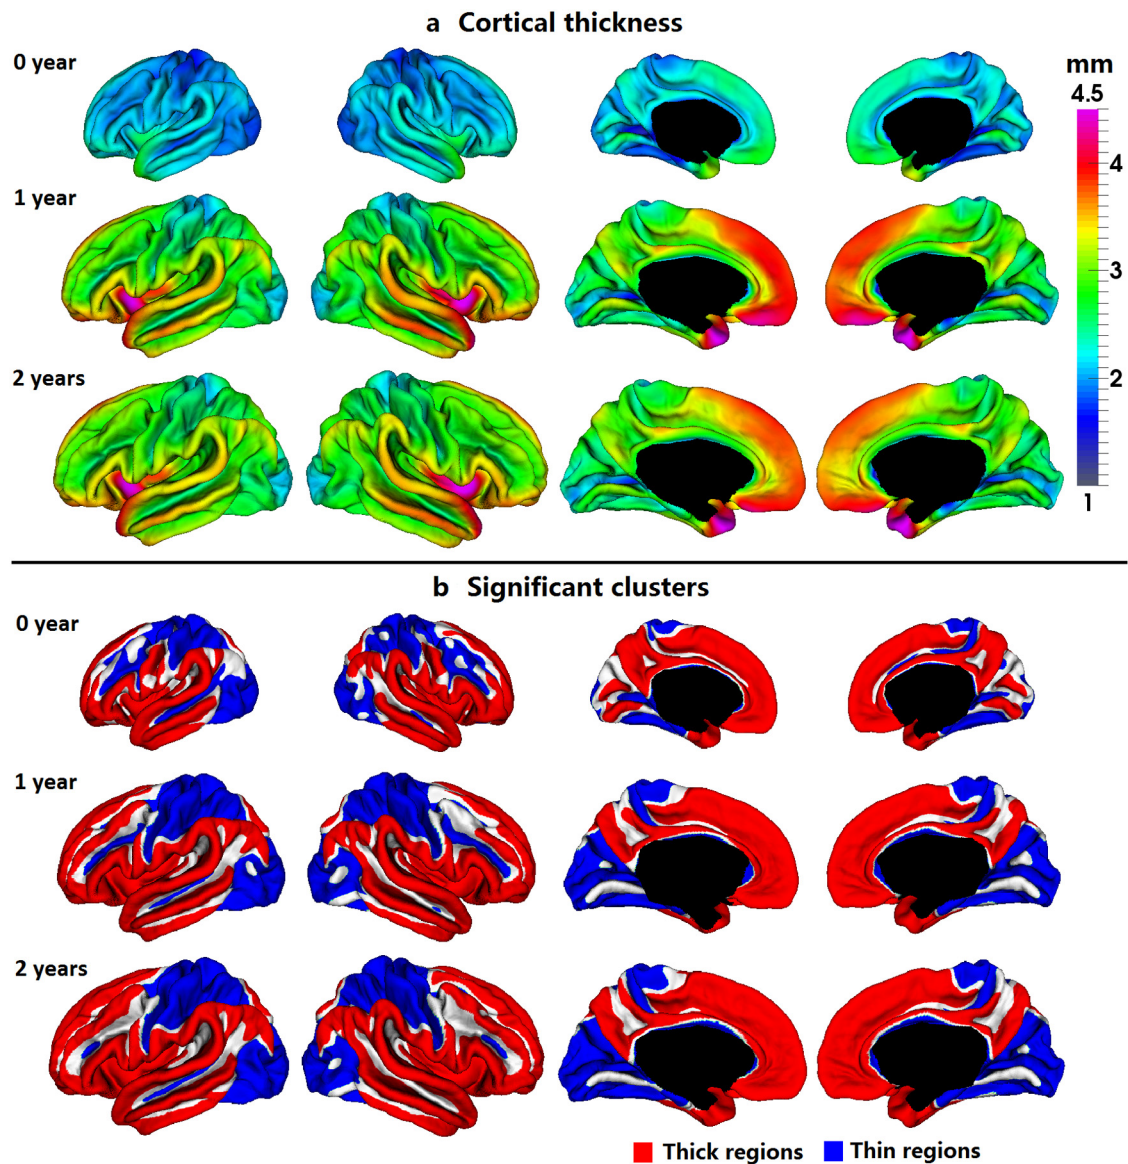 a Cortical thickness
0 year
mm
4.5
1 year
4
3
2 years
2
1
b Significant clusters
0 year
1 year
2 years
Thick regions Thin regions